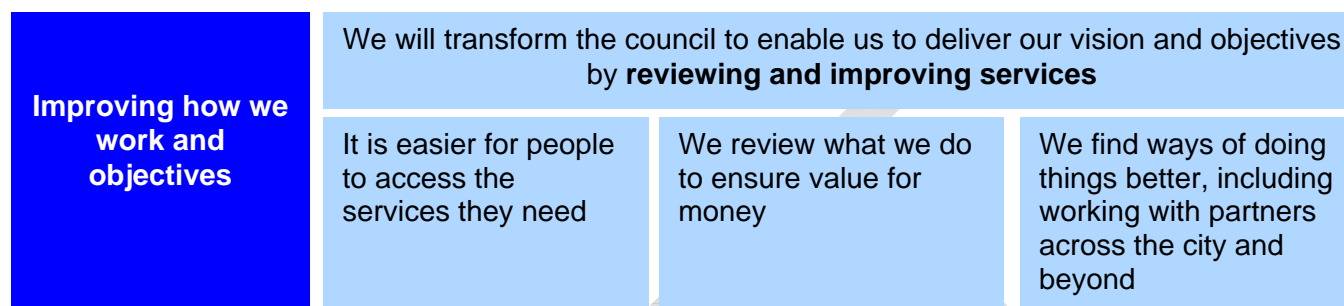 Improving how we
work and
objectives
We will transform the council to enable us to deliver our vision and objectives
by reviewing and improving services
It is easier for people
to access the
services they need
We review what we do
to ensure value for
money
We find ways of doing
things better, including
working with partners
across the city and
beyond